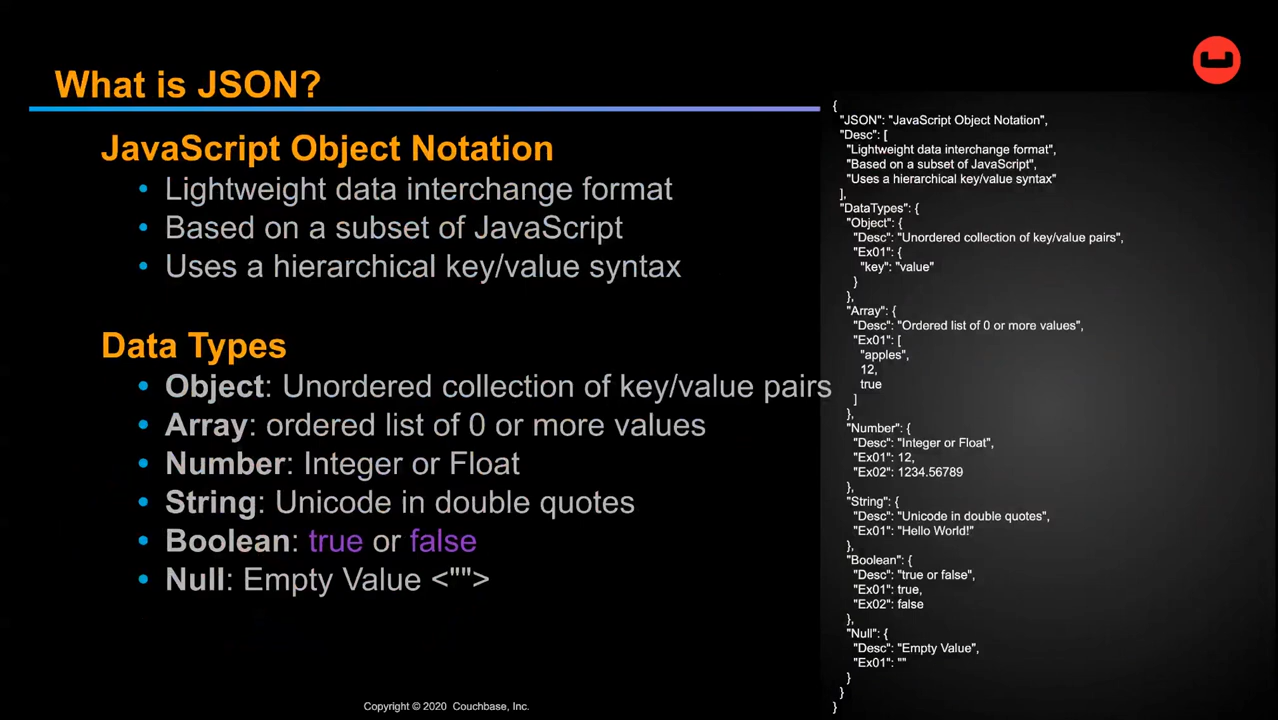 What is JSON?
JavaScript Object Notation
• Lightweight data interchange format
• Based on a subset of JavaScript
• Uses a hierarchical key/value syntax
Data Types
• Object: Unordered collection of key/value pairs
• Array: ordered list of 0 or more values
• Number: Integer or Float
• String: Unicode in double quotes
• Boolean: true or false
• Null: Empty Value <"">
{
"JSON": "JavaScript Object Notation",
"Desc": [
"Lightweight data interchange format",
"Based on a subset of JavaScript",
"Uses a hierarchical key/value syntax"
],
"DataTypes": {
"Object": {
"Desc": "Unordered collection of key/value pairs",
"Ex01": {
"key": "value"
}
},
"Array": {
"Desc": "Ordered list of 0 or more values",
"Ex01": [
"apples",
12,
true
]
},
"Number": {
"Desc": "Integer or Float",
"Ex01": 12,
"Ex02": 1234.56789
},
"String": {
"Desc": "Unicode in double quotes",
"Ex01": "Hello World!"
},
"Boolean": {
"Desc": "true or false",
"Ex01": true,
"Ex02": false
},
"Null": {
"Desc": "Empty Value",
"Ex01": ""
}
}
}
Copyright © 2020 Couchbase, Inc.